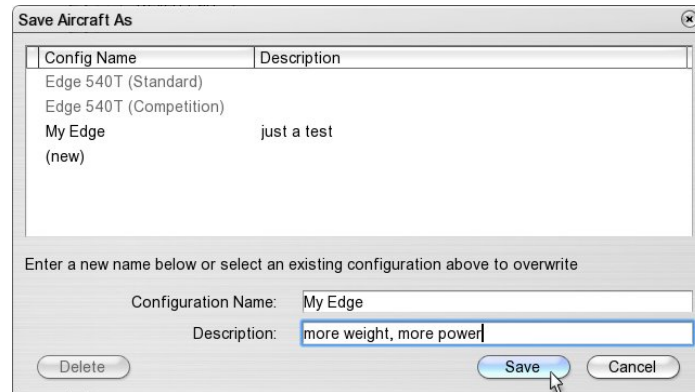 Save Aircraft As
Config Name Description
Edge 540T (Standard)
Edge 540T (Competition)
My Edge just a test
(new)
Enter a new name below or select an existing configuration above to overwrite
Configuration Name: My Edge
Description: more weight, more power
Delete Save Cancel